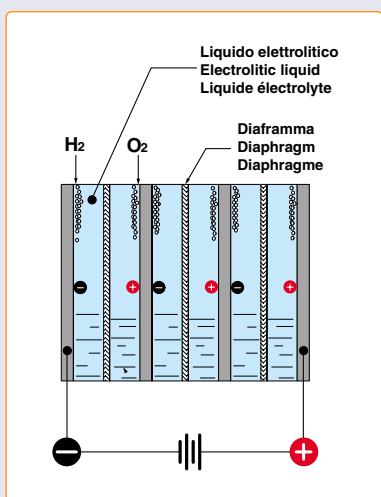 Liquido elettrolitico
Electrolitic liquid
Liquide électrolyte
Diaframma
Diaphragm
Diaphragme
H2
O2
- + - + - +
- +